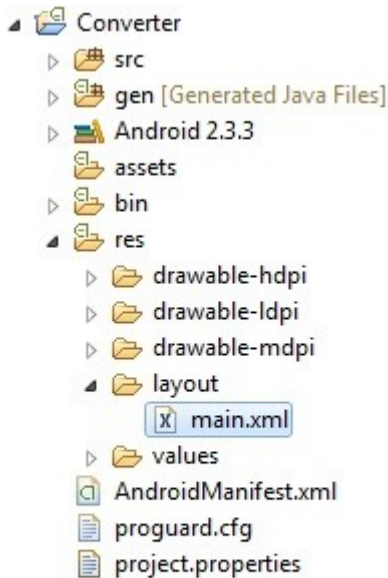 Converter
src
gen [Generated Java Files]
Android 2.3.3
assets
bin
res
drawable-hdpi
drawable-ldpi
drawable-mdpi
layout
main.xml
values
AndroidManifest.xml
proguard.cfg
project.properties